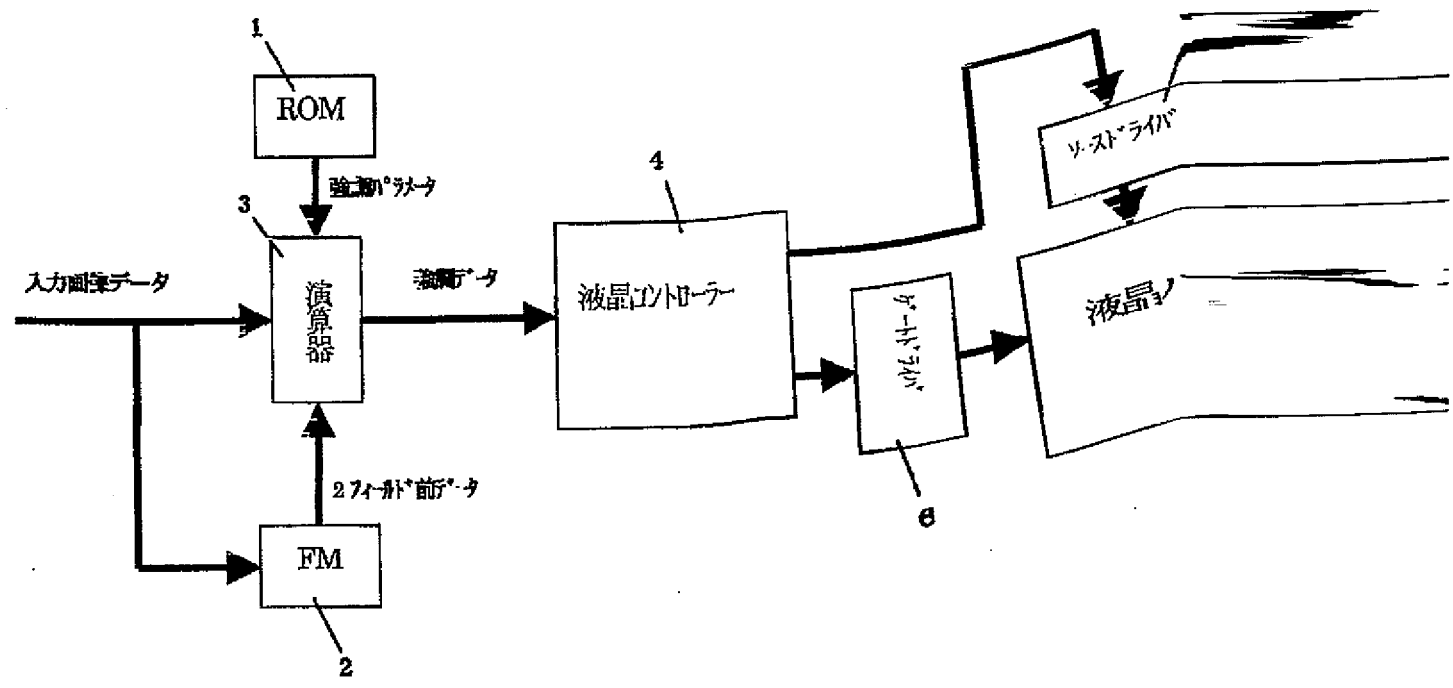 1
ROM
強調パラメータ
3
入力画像データ
演算器
強調データ
4
液晶コントローラー
ソースドライバ
ゲートドライバ
液晶
2フィールド前データ
FM
2
6